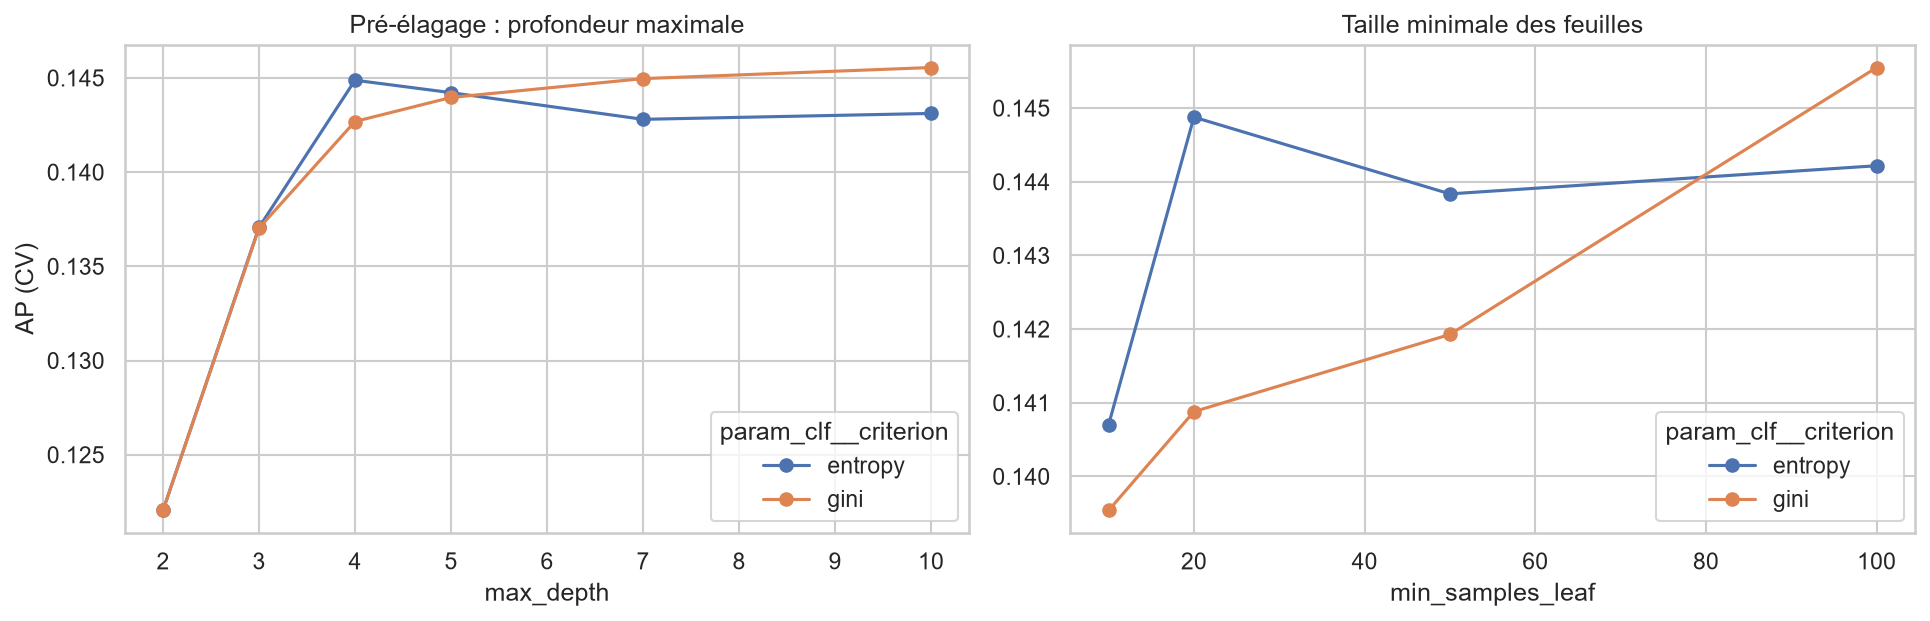 Pré-élagage : profondeur maximale
0.145
0.140
0.135
0.130
0.125
AP (CV)
2 3 4 5 6 7 8 9 10
max_depth
param_clf__criterion
entropy
gini
Taille minimale des feuilles
0.145
0.144
0.143
0.142
0.141
0.140
20 40 60 80 100
min_samples_leaf
param_clf__criterion
entropy
gini